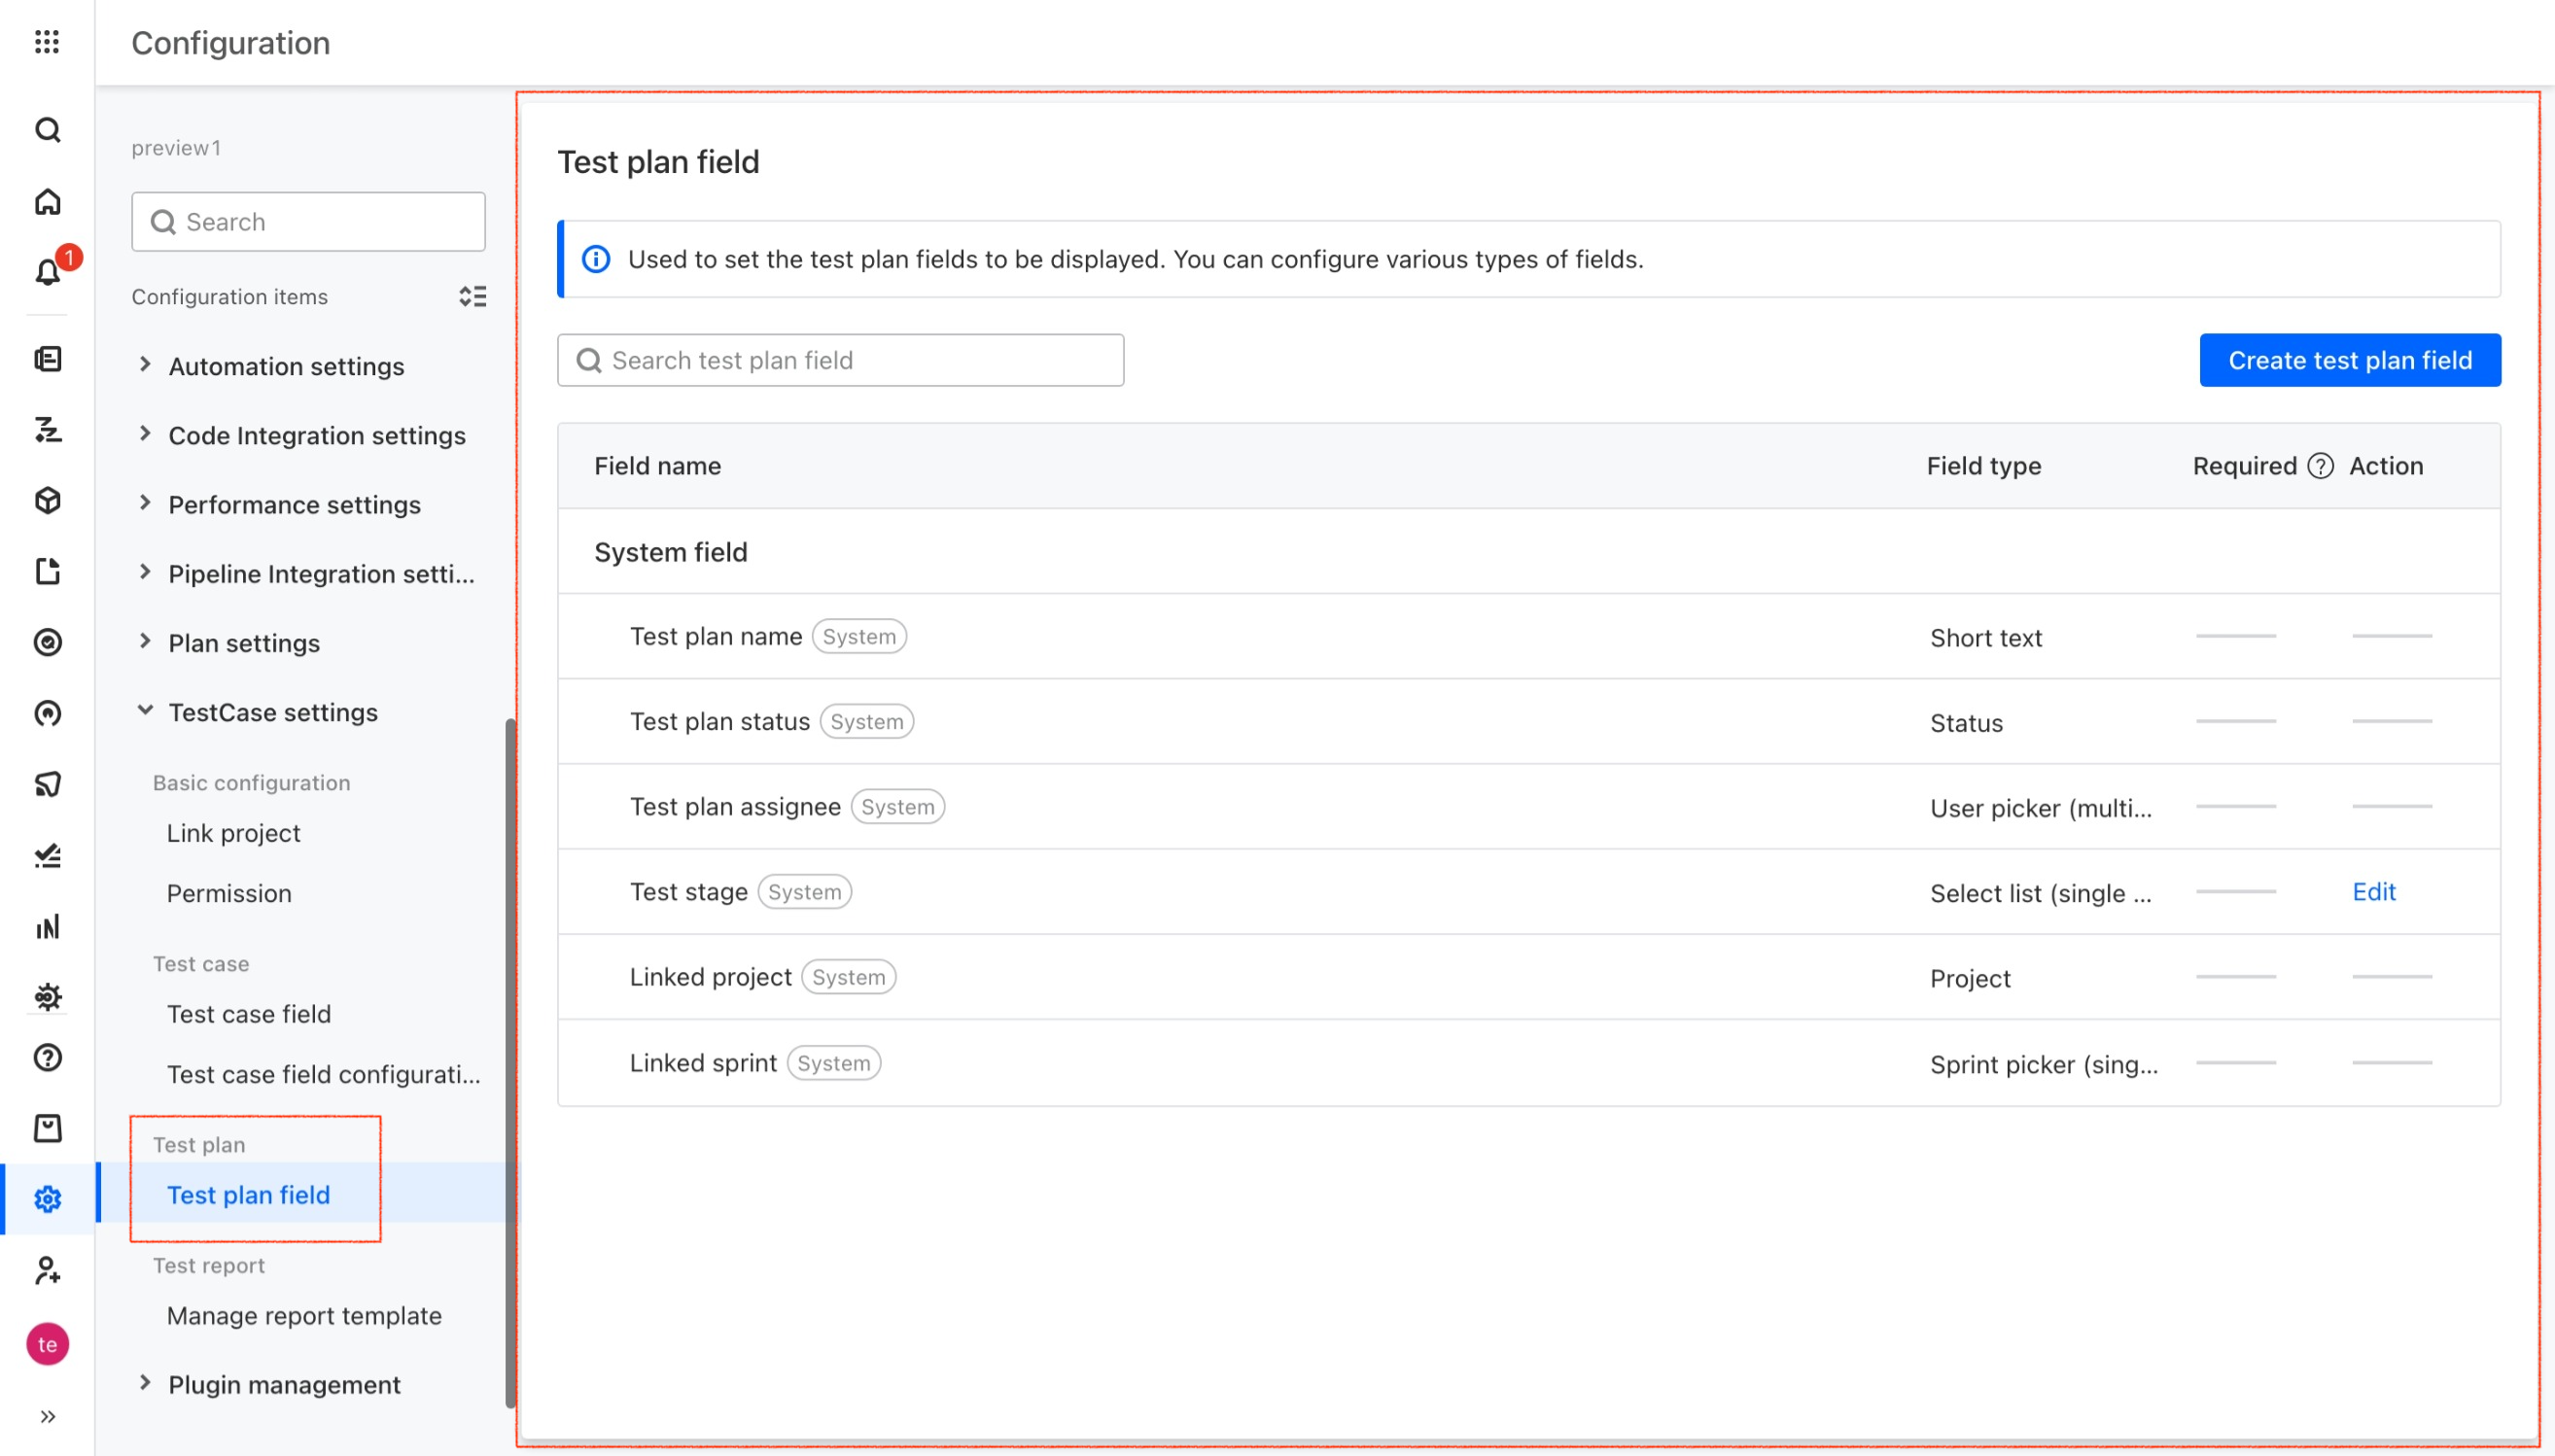 Configuration
preview1
Search
1
Configuration items
Automation settings
Code Integration settings
Performance settings
Pipeline Integration setti...
Plan settings
TestCase settings
Basic configuration
Link project
Permission
Test case
Test case field
Test case field configurati...
Test plan
Test plan field
Test report
Manage report template
Plugin management
te
Test plan field
Used to set the test plan fields to be displayed. You can configure various types of fields.
Search test plan field
Create test plan field
Field name Field type Required Action
System field
Test plan name System Short text
Test plan status System Status
Test plan assignee System User picker (multi...
Test stage System Select list (single ... Edit
Linked project System Project
Linked sprint System Sprint picker (sing...